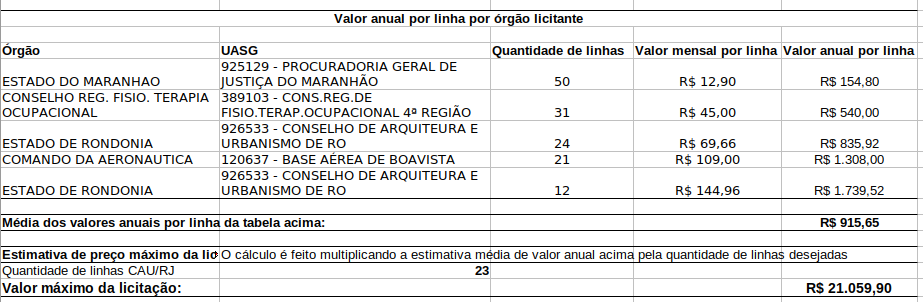 Valor anual por linha por órgão licitante
Órgão UASG Quantidade de linhas Valor mensal por linha Valor anual por linha
925129 - PROCURADORIA GERAL DE
ESTADO DO MARANHAO JUSTIÇA DO MARANHÃO 50 R$ 12,90 R$ 154,80
CONSELHO REG. FISIO. TERAPIA 389103 - CONS.REG.DE
OCUPACIONAL FISIO.TERAP.OCUPACIONAL 4ª REGIÃO 31 R$ 45,00 R$ 540,00
926533 - CONSELHO DE ARQUITEURA E
ESTADO DE RONDONIA URBANISMO DE RO 24 R$ 69,66 R$ 835,92
COMANDO DA AERONAUTICA 120637 - BASE AÉREA DE BOAVISTA 21 R$ 109,00 R$ 1.308,00
926533 - CONSELHO DE ARQUITEURA E
ESTADO DE RONDONIA URBANISMO DE RO 12 R$ 144,96 R$ 1.739,52
Média dos valores anuais por linha da tabela acima: R$ 915,65
Estimativa de preço máximo da lic O cálculo é feito multiplicando a estimativa média de valor anual acima pela quantidade de linhas desejadas
Quantidade de linhas CAU/RJ 23
Valor máximo da licitação: R$ 21.059,90